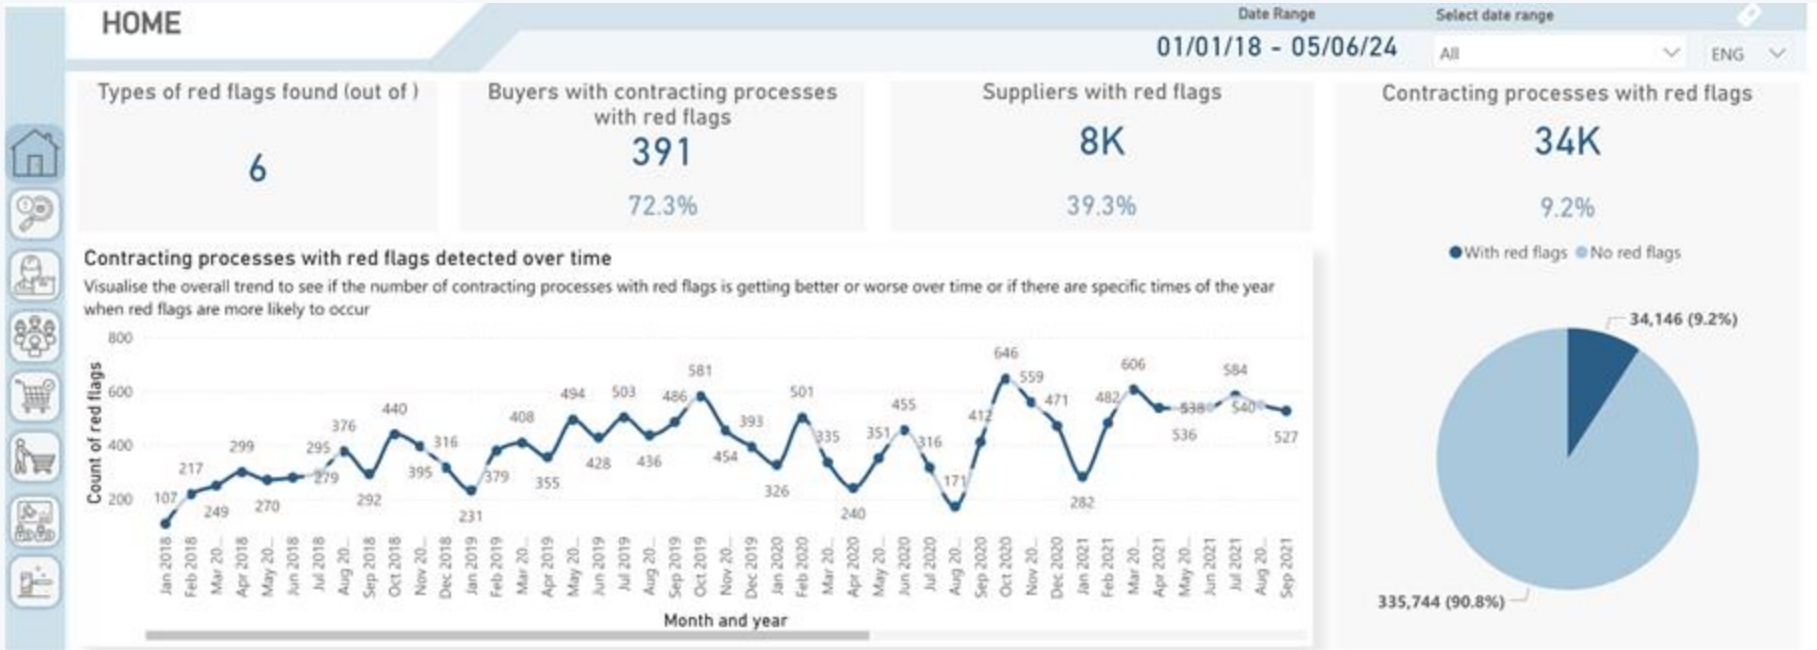 HOME
Date Range
01/01/18 - 05/06/24
Select date range
All
ENG
Types of red flags found (out of )
6
Buyers with contracting processes
with red flags
391
72.3%
Suppliers with red flags
8K
39.3%
Contracting processes with red flags
34K
9.2%
With red flags
No red flags
34,146 (9.2%)
335,744 (90.8%)
Contracting processes with red flags detected over time
Visualise the overall trend to see if the number of contracting processes with red flags is getting better or worse over time or if there are specific times of the year
when red flags are more likely to occur
Count of red flags
800
600
400
200
107
217
249
299
270
279
295
376
292
440
395
316
231
379
408
355
494
428
503
436
486
581
454
393
326
501
335
240
351
455
316
171
412
646
559
471
282
482
606
538
536
584
540
527
Jan 2018
Feb 2018
Mar 20...
Apr 2018
May 20...
Jun 2018
Jul 2018
Aug 20...
Sep 2018
Oct 2018
Nov 20...
Dec 2018
Jan 2019
Feb 2019
Mar 20...
Apr 2019
May 20...
Jun 2019
Jul 2019
Aug 20...
Sep 2019
Oct 2019
Nov 20...
Dec 2019
Jan 2020
Feb 2020
Mar 20...
Apr 2020
May 20...
Jun 2020
Jul 2020
Aug 20...
Sep 2020
Oct 2020
Nov 20...
Dec 2020
Jan 2021
Feb 2021
Mar 20...
Apr 2021
May 20...
Jun 2021
Jul 2021
Aug 20...
Sep 2021
Month and year